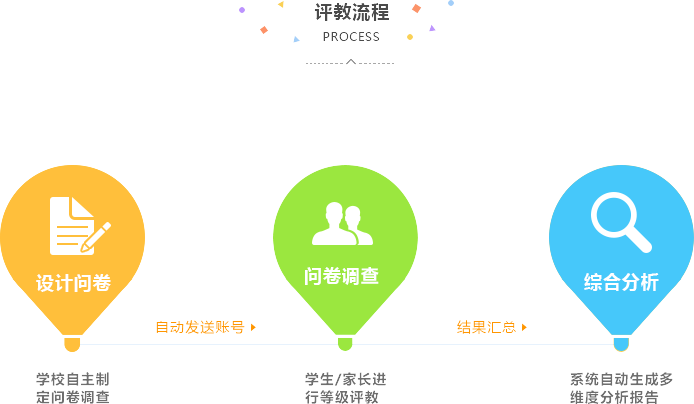 评教流程
PROCESS
设计问卷
问卷调查
综合分析
自动发送账号
结果汇总
学校自主制
定问卷调查
学生/家长进
行等级评教
系统自动生成多
维度分析报告